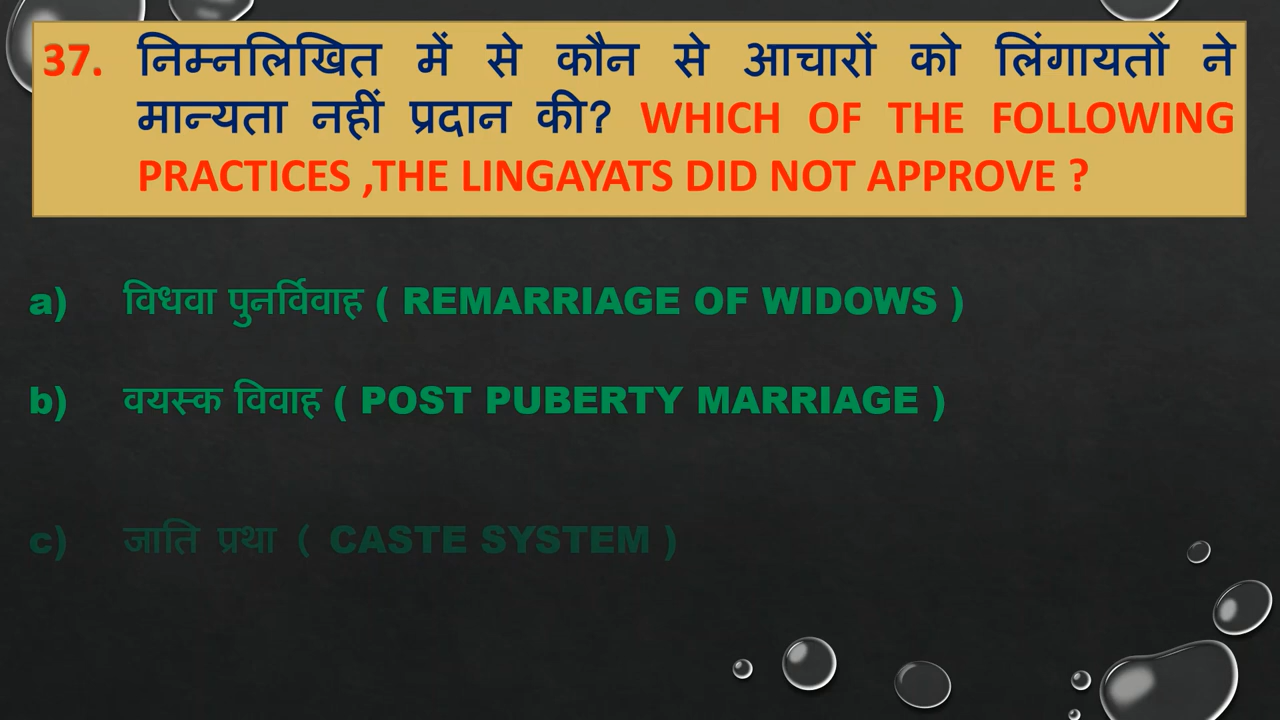 37. निम्नलिखित में से कौन से आचारों को लिंगायतों ने
मान्यता नहीं प्रदान की? WHICH OF THE FOLLOWING
PRACTICES ,THE LINGAYATS DID NOT APPROVE ?
a) विधवा पुनर्विवाह ( REMARRIAGE OF WIDOWS )
b) वयस्क विवाह ( POST PUBERTY MARRIAGE )
c) जाति प्रथा ( CASTE SYSTEM )